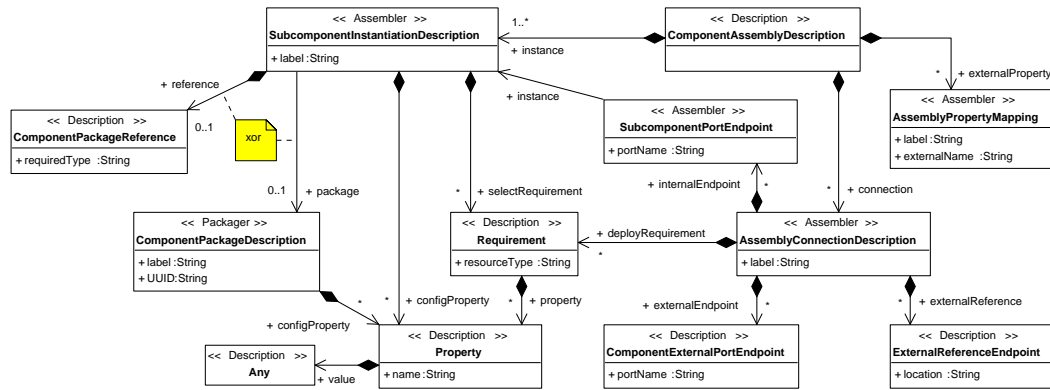 << Assembler >>
SubcomponentInstantiationDescription
+ label :String
1..*
+ instance
<< Description >>
ComponentAssemblyDescription
+ reference
0..1
xor
+ instance
* + externalProperty
<< Description >>
ComponentPackageReference
+ requiredType :String
<< Assembler >>
SubcomponentPortEndpoint
+ portName :String
<< Assembler >>
AssemblyPropertyMapping
+ label :String
+ externalName :String
0..1 + package
* + selectRequirement
+ internalEndpoint *
* + connection
<< Packager >>
ComponentPackageDescription
+ label :String
+ UUID:String
<< Description >>
Requirement
+ resourceType :String
+ deployRequirement
*
<< Assembler >>
AssemblyConnectionDescription
+ label :String
*
+ configProperty
* + configProperty
* + property
+ externalEndpoint *
* + externalReference
<< Description >>
Any
+ value
<< Description >>
Property
+ name :String
<< Description >>
ComponentExternalPortEndpoint
+ portName :String
<< Description >>
ExternalReferenceEndpoint
+ location :String